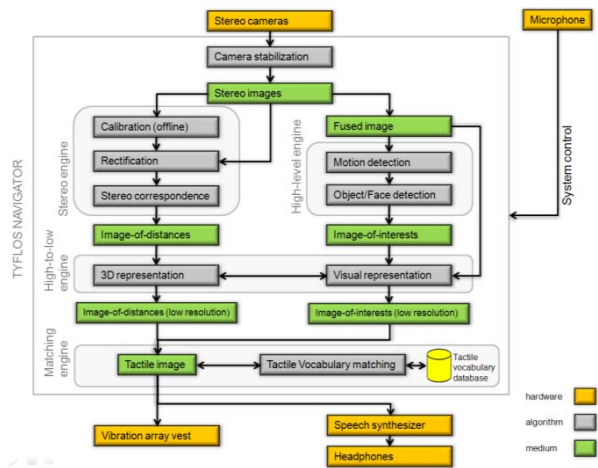 Stereo cameras
Microphone
Camera stabilization
Stereo images
Calibration (offline)
Fused image
Rectification
Motion detection
Stereo correspondence
Object/Face detection
Stereo engine
High-level engine
System control
TYFLOS NAVIGATOR
Image-of-distances
Image-of-interests
High-to-low
engine
3D representation
Visual representation
Image-of-distances (low resolution)
Image-of-interests (low resolution)
Matching
engine
Tactile image
Tactile Vocabulary matching
Tactile
vocabulary
database
hardware
Vibration array vest
Speech synthesizer
algorithm
Headphones
medium